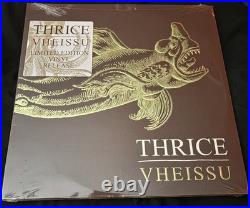 THRICE
VHEISSU
LIMITED EDITION
VINYL
RELEASE
THRICE
VHEISSU